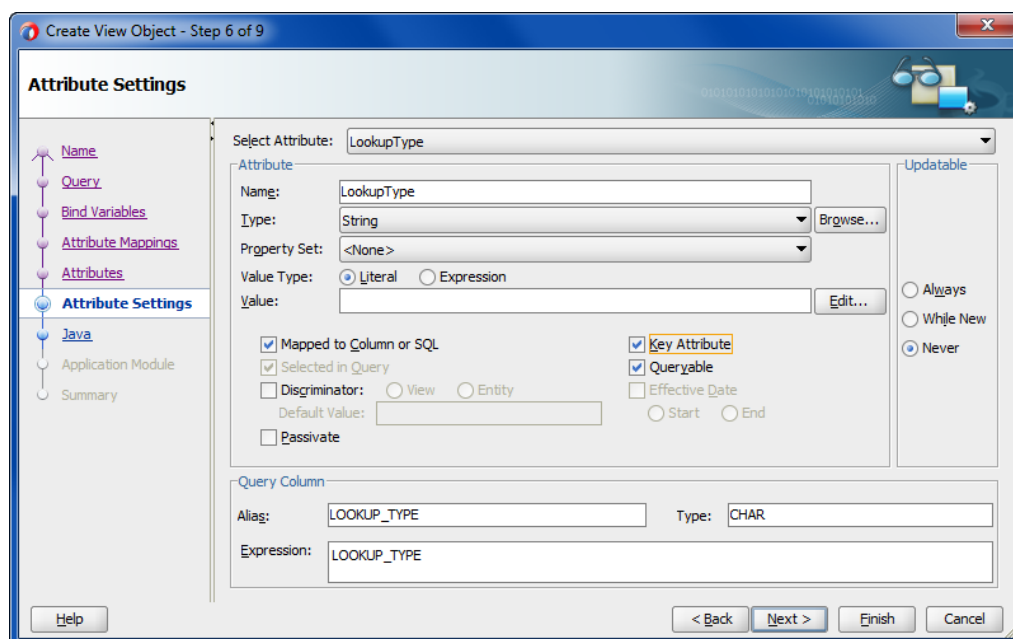 Create View Object - Step 6 of 9
Attribute Settings
010101010101010101010101
01010101010
Name
Query
Bind Variables
Attribute Mappings
Attributes
Attribute Settings
Java
Application Module
Summary
Select Attribute: LookupType
Attribute
Name: LookupType
Type: String Browse...
Property Set: <None>
Value Type: Literal Expression
Value: Edit...
Mapped to Column or SQL Key Attribute
Selected in Query Queryable
Discriminator: View Entity Effective Date
Default Value: Start End
Passivate
Updatable
Always
While New
Never
Query Column
Alias: LOOKUP_TYPE Type: CHAR
Expression: LOOKUP_TYPE
Help < Back Next > Finish Cancel